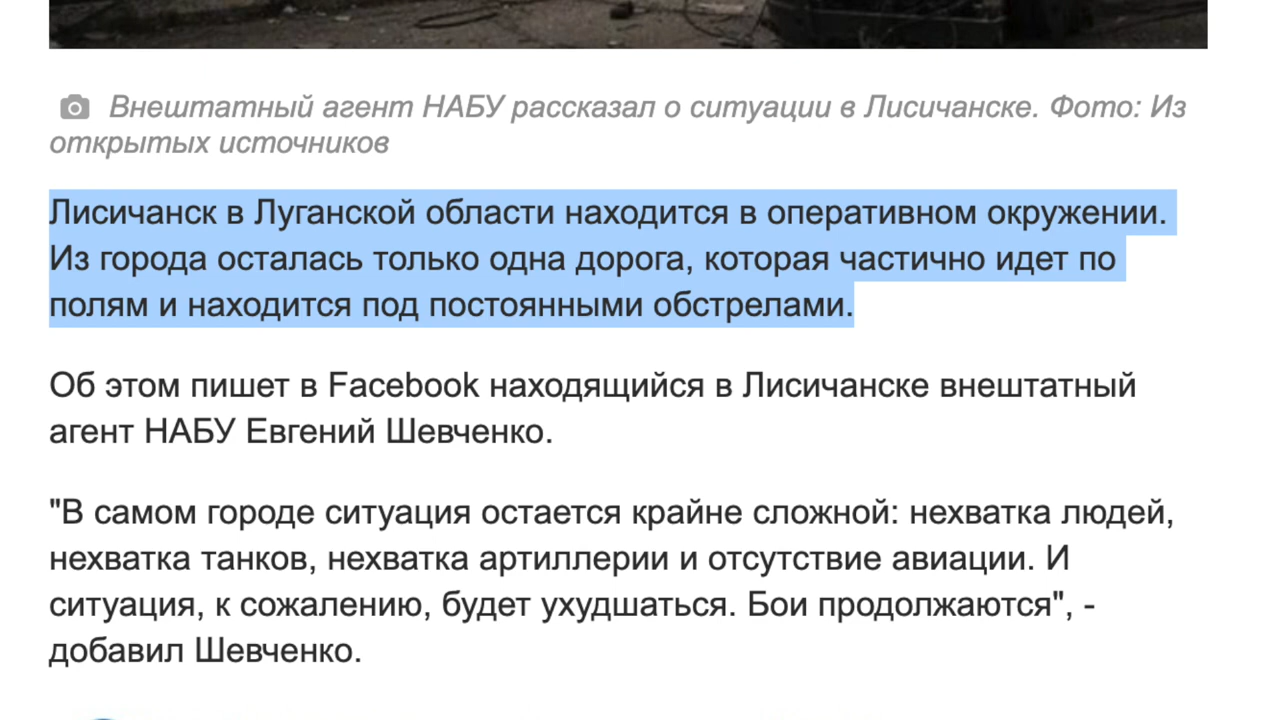 Внештатный агент НАБУ рассказал о ситуации в Лисичанске. Фото: Из
открытых источников
Лисичанск в Луганской области находится в оперативном окружении.
Из города осталась только одна дорога, которая частично идет по
полям и находится под постоянными обстрелами.
Об этом пишет в Facebook находящийся в Лисичанске внештатный
агент НАБУ Евгений Шевченко.
"В самом городе ситуация остается крайне сложной: нехватка людей,
нехватка танков, нехватка артиллерии и отсутствие авиации. И
ситуация, к сожалению, будет ухудшаться. Бои продолжаются", -
добавил Шевченко.